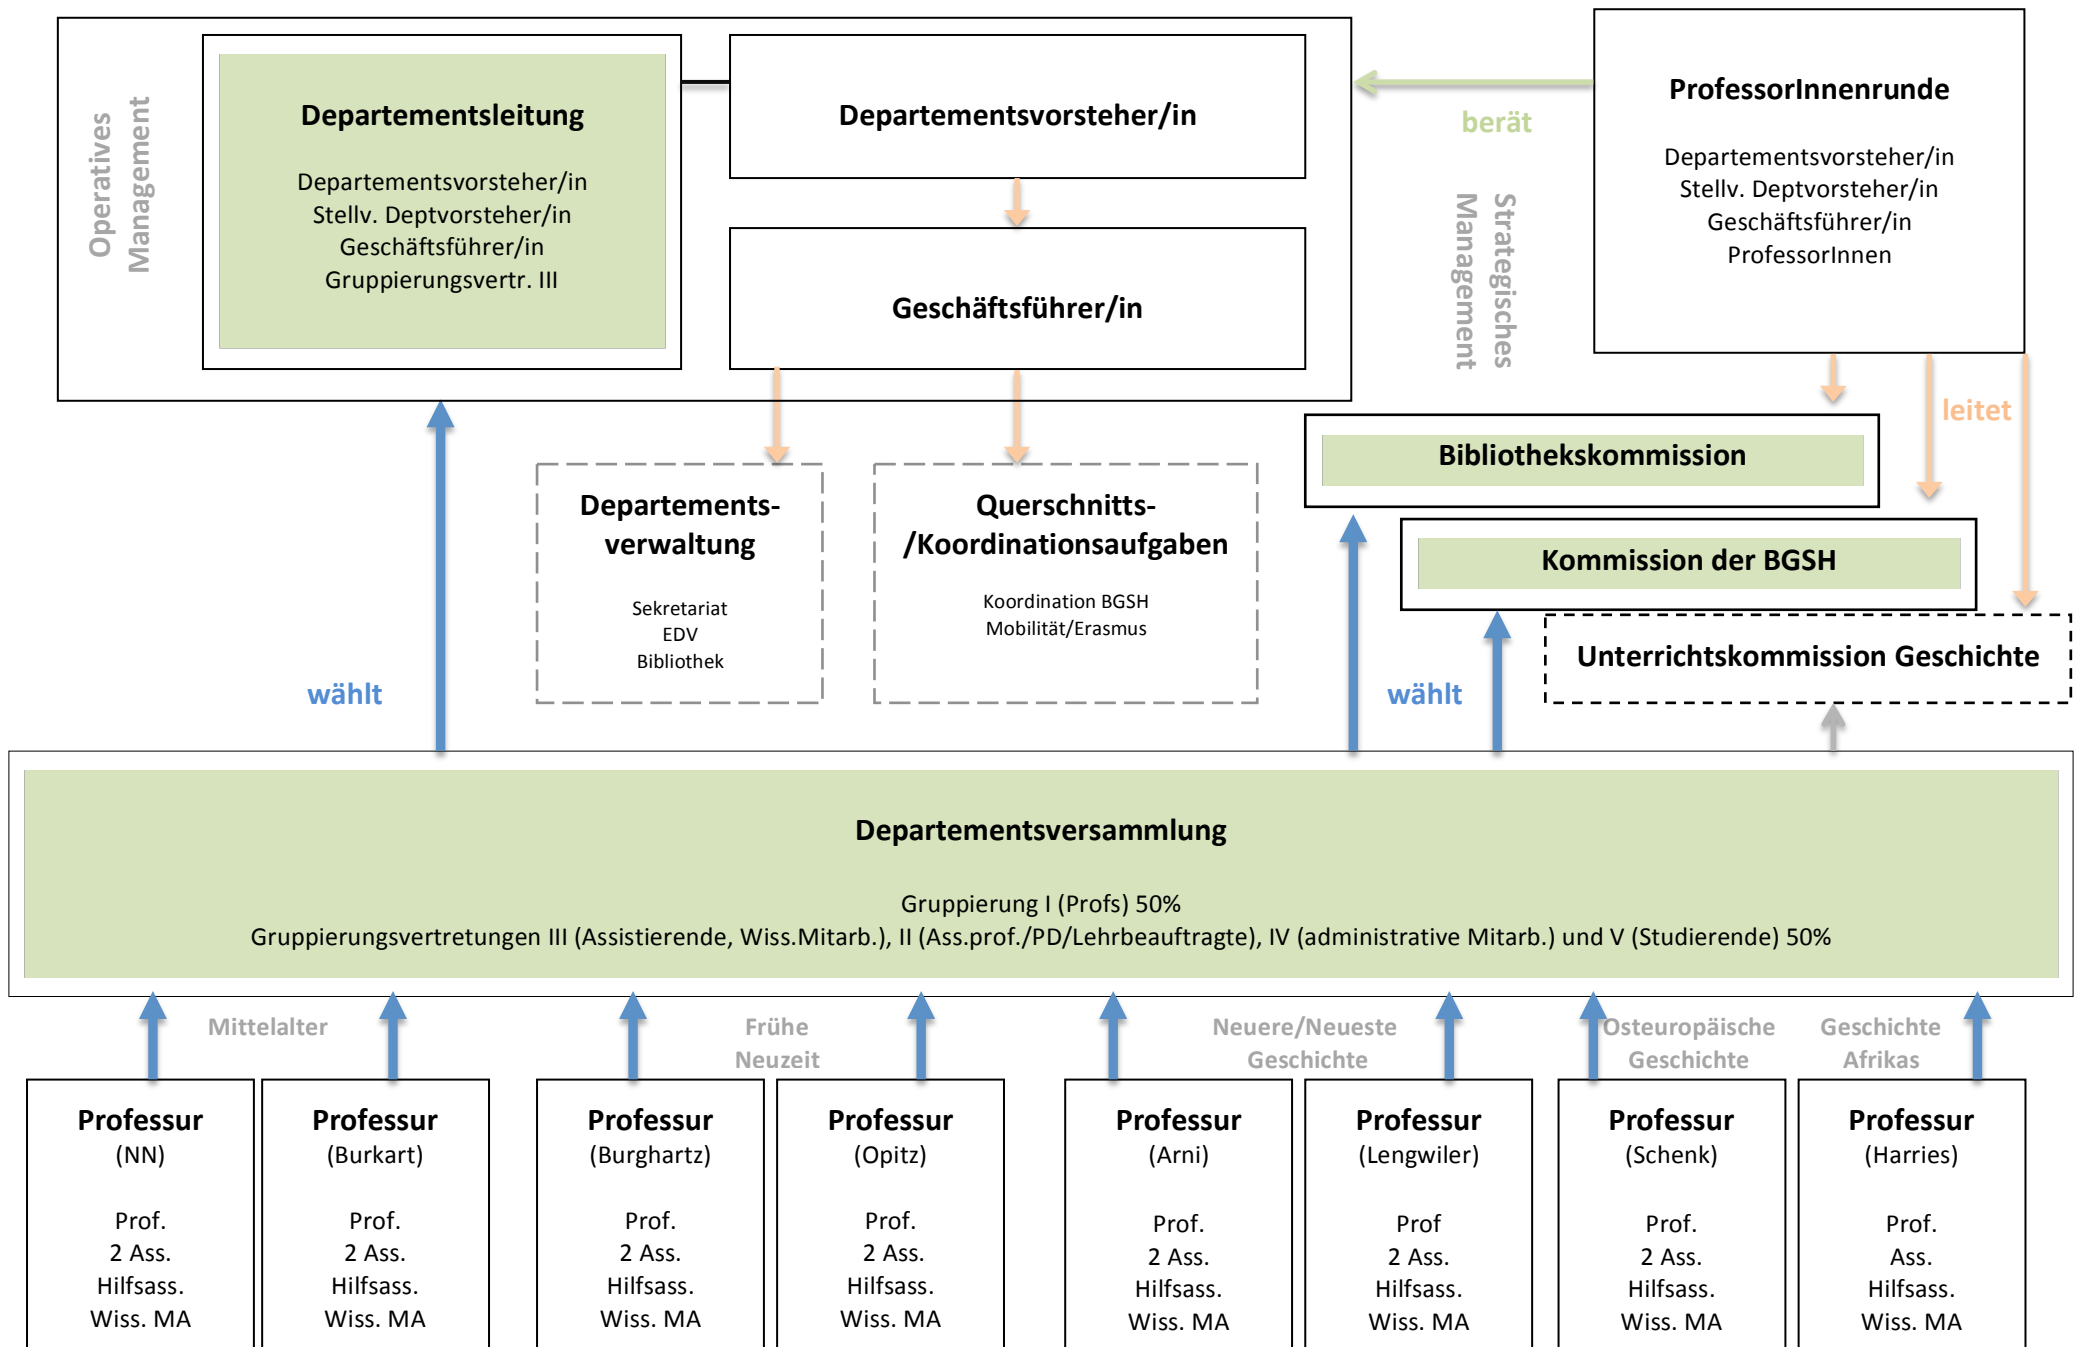 Operatives
Management
Departementsleitung
Departementsvorsteher/in
Stellv. Deptvorsteher/in
Geschäftsführer/in
Gruppierungsvertr. III
Departementsvorsteher/in
Geschäftsführer/in
berät
Strategisches
Management
ProfessorInnenrunde
Departementsvorsteher/in
Stellv. Deptvorsteher/in
Geschäftsführer/in
ProfessorInnen
leitet
Bibliothekskommission
Kommission der BGSH
Unterrichtskommission Geschichte
Departements-
verwaltung
Sekretariat
EDV
Bibliothek
Querschnitts-
/Koordinationsaufgaben
Koordination BGSH
Mobilität/Erasmus
wählt
wählt
Departementsversammlung
Gruppierung I (Profs) 50%
Gruppierungsvertretungen III (Assistierende, Wiss.Mitarb.), II (Ass.prof./PD/Lehrbeauftragte), IV (administrative Mitarb.) und V (Studierende) 50%
Mittelalter
Frühe
Neuzeit
Neuere/Neueste
Geschichte
Osteuropäische
Geschichte
Geschichte
Afrikas
Professur
(NN)
Prof.
2 Ass.
Hilfsass.
Wiss. MA
Professur
(Burkart)
Prof.
2 Ass.
Hilfsass.
Wiss. MA
Professur
(Burghartz)
Prof.
2 Ass.
Hilfsass.
Wiss. MA
Professur
(Opitz)
Prof.
2 Ass.
Hilfsass.
Wiss. MA
Professur
(Arni)
Prof.
2 Ass.
Hilfsass.
Wiss. MA
Professur
(Lengwiler)
Prof
2 Ass.
Hilfsass.
Wiss. MA
Professur
(Schenk)
Prof.
2 Ass.
Hilfsass.
Wiss. MA
Professur
(Harries)
Prof.
Ass.
Hilfsass.
Wiss. MA